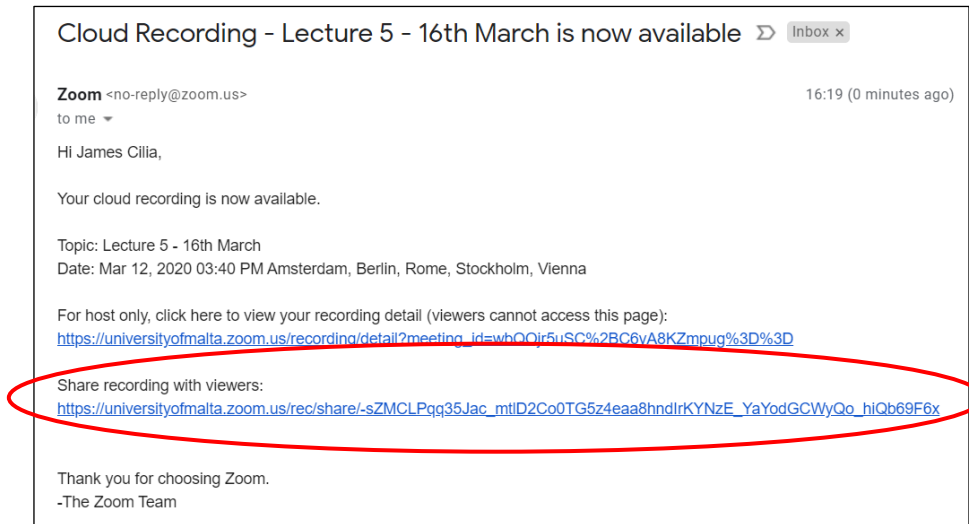 Cloud Recording - Lecture 5 - 16th March is now available Inbox x
Zoom <no-reply@zoom.us> 16:19 (0 minutes ago)
to me
Hi James Cilia,
Your cloud recording is now available.
Topic: Lecture 5 - 16th March
Date: Mar 12, 2020 03:40 PM Amsterdam, Berlin, Rome, Stockholm, Vienna
For host only, click here to view your recording detail (viewers cannot access this page):
https://universityofmalta.zoom.us/recording/detail?meeting_id=wbQOjr5uSC%2BC6vA8KZmpug%3D%3D
Share recording with viewers:
https://universityofmalta.zoom.us/rec/share/-sZMCLPqq35Jac_mtlD2Co0TG5z4eaa8hndIrKYNzE_YaYodGCWyQo_hiQb69F6x
Thank you for choosing Zoom.
-The Zoom Team